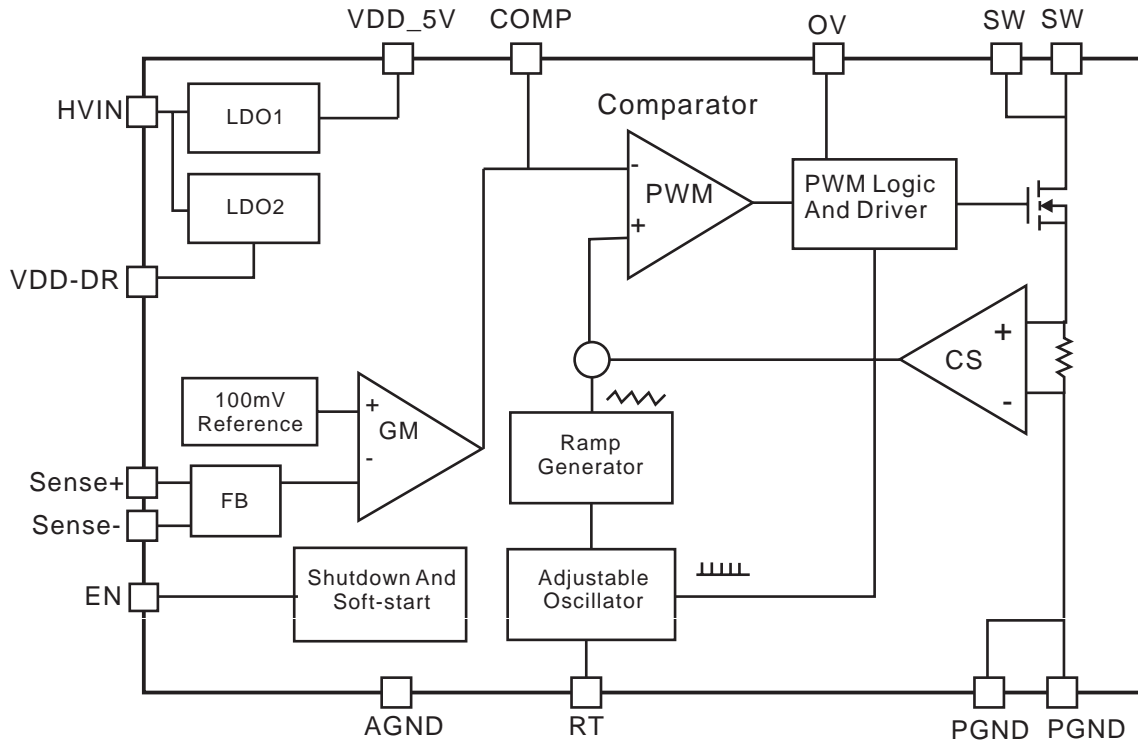 VDD_5V
COMP
OV
SW
SW
HVIN
LDO1
Comparator
LDO2
-
PWM
+
PWM Logic
And Driver
VDD-DR
+
CS
-
100mV
Reference
+
GM
-
Ramp
Generator
Sense+
FB
Sense-
EN
Shutdown And
Soft-start
Adjustable
Oscillator
AGND
RT
PGND
PGND